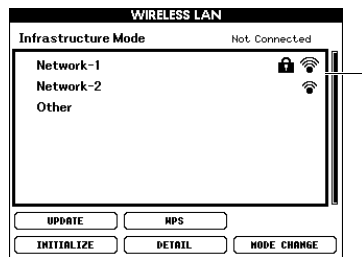 WIRELESS LAN
Infrastructure Mode Not Connected
Network-1
Network-2
Other
UPDATE WPS
INITIALIZE DETAIL MODE CHANGE